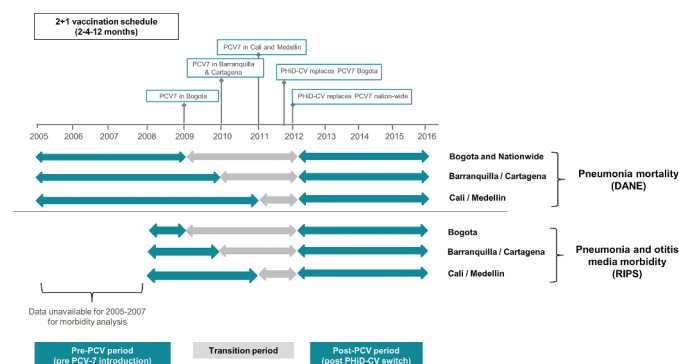 2+1 vaccination schedule
(2-4-12 months)
PCV7 in Cali and Medellin
PCV7 in Barranquilla
& Cartagena
PHiD-CV replaces PCV7 Bogota
PCV7 in Bogota
PHiD-CV replaces PCV7 nation-wide
2005 2006 2007 2008 2009 2010 2011 2012 2013 2014 2015 2016
Bogota and Nationwide
Barranquilla / Cartagena
Cali / Medellin
Pneumonia mortality
(DANE)
Bogota
Barranquilla / Cartagena
Cali / Medellin
Pneumonia and otitis
media morbidity
(RIPS)
Data unavailable for 2005-2007
for morbidity analysis
Pre-PCV period
(pre PCV-7 introduction)
Transition period
Post-PCV period
(post PHiD-CV switch)